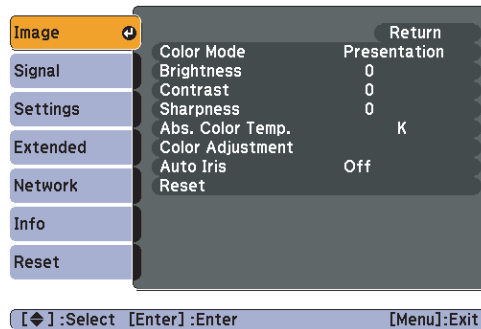 Image
Signal
Settings
Extended
Network
Info
Reset
Return
Color Mode Presentation
Brightness 0
Contrast 0
Sharpness 0
Abs. Color Temp. K
Color Adjustment
Auto Iris Off
Reset
[◆] :Select [Enter] :Enter [Menu]:Exit